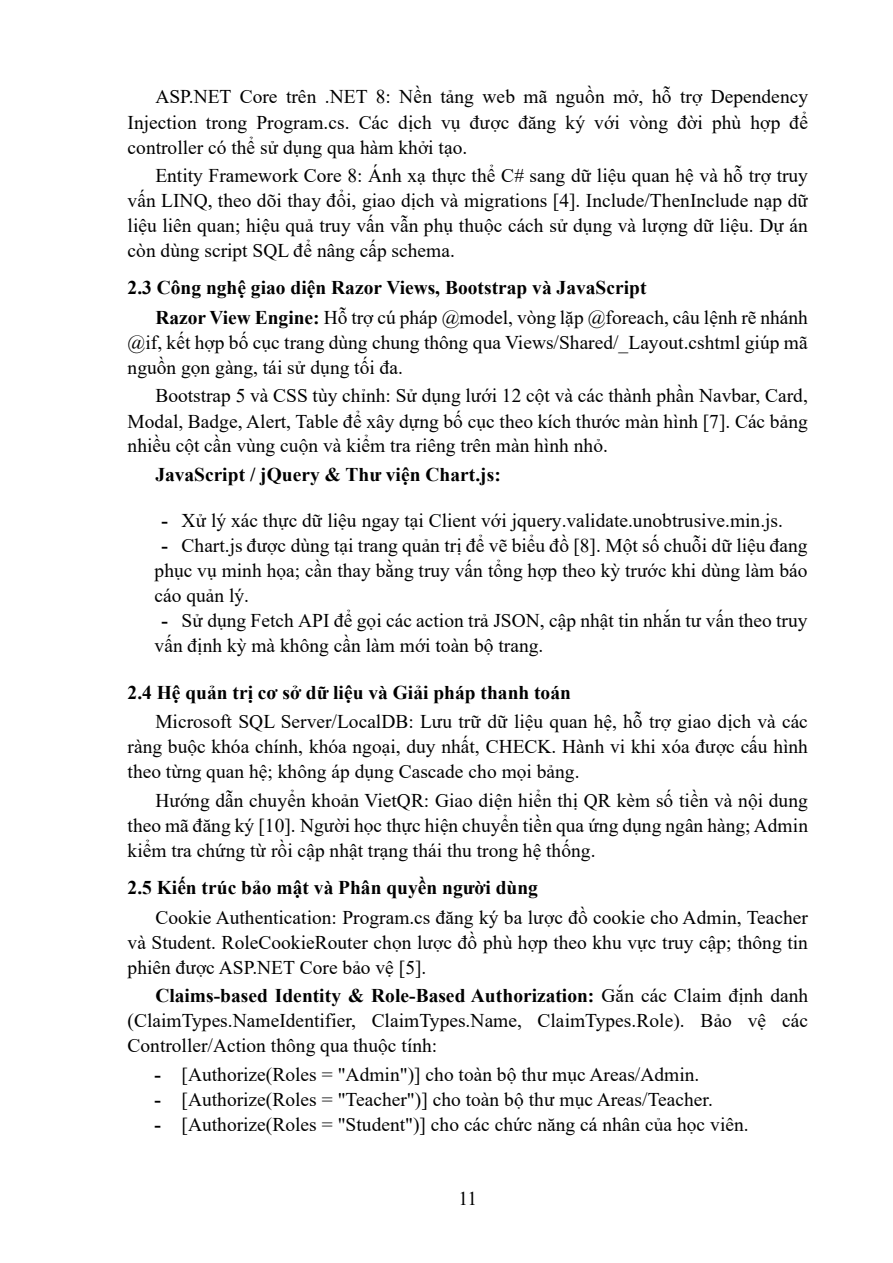 ASP.NET Core trên .NET 8: Nền tảng web mã nguồn mở, hỗ trợ Dependency
Injection trong Program.cs. Các dịch vụ được đăng ký với vòng đời phù hợp để
controller có thể sử dụng qua hàm khởi tạo.
Entity Framework Core 8: Ánh xạ thực thể C# sang dữ liệu quan hệ và hỗ trợ truy
vấn LINQ, theo dõi thay đổi, giao dịch và migrations [4]. Include/ThenInclude nạp dữ
liệu liên quan; hiệu quả truy vấn vẫn phụ thuộc cách sử dụng và lượng dữ liệu. Dự án
còn dùng script SQL để nâng cấp schema.
2.3 Công nghệ giao diện Razor Views, Bootstrap và JavaScript
Razor View Engine: Hỗ trợ cú pháp @model, vòng lặp @foreach, câu lệnh rẽ nhánh
@if, kết hợp bố cục trang dùng chung thông qua Views/Shared/_Layout.cshtml giúp mã
nguồn gọn gàng, tái sử dụng tối đa.
Bootstrap 5 và CSS tùy chỉnh: Sử dụng lưới 12 cột và các thành phần Navbar, Card,
Modal, Badge, Alert, Table để xây dựng bố cục theo kích thước màn hình [7]. Các bảng
nhiều cột cần vùng cuộn và kiểm tra riêng trên màn hình nhỏ.
JavaScript / jQuery & Thư viện Chart.js:
- Xử lý xác thực dữ liệu ngay tại Client với jquery.validate.unobtrusive.min.js.
- Chart.js được dùng tại trang quản trị để vẽ biểu đồ [8]. Một số chuỗi dữ liệu đang
phục vụ minh họa; cần thay bằng truy vấn tổng hợp theo kỳ trước khi dùng làm báo
cáo quản lý.
- Sử dụng Fetch API để gọi các action trả JSON, cập nhật tin nhắn tư vấn theo truy
vấn định kỳ mà không cần làm mới toàn bộ trang.
2.4 Hệ quản trị cơ sở dữ liệu và Giải pháp thanh toán
Microsoft SQL Server/LocalDB: Lưu trữ dữ liệu quan hệ, hỗ trợ giao dịch và các
ràng buộc khóa chính, khóa ngoại, duy nhất, CHECK. Hành vi khi xóa được cấu hình
theo từng quan hệ; không áp dụng Cascade cho mọi bảng.
Hướng dẫn chuyển khoản VietQR: Giao diện hiển thị QR kèm số tiền và nội dung
theo mã đăng ký [10]. Người học thực hiện chuyển tiền qua ứng dụng ngân hàng; Admin
kiểm tra chứng từ rồi cập nhật trạng thái thu trong hệ thống.
2.5 Kiến trúc bảo mật và Phân quyền người dùng
Cookie Authentication: Program.cs đăng ký ba lược đồ cookie cho Admin, Teacher
và Student. RoleCookieRouter chọn lược đồ phù hợp theo khu vực truy cập; thông tin
phiên được ASP.NET Core bảo vệ [5].
Claims-based Identity & Role-Based Authorization: Gắn các Claim định danh
(ClaimTypes.NameIdentifier, ClaimTypes.Name, ClaimTypes.Role). Bảo vệ các
Controller/Action thông qua thuộc tính:
- [Authorize(Roles = "Admin")] cho toàn bộ thư mục Areas/Admin.
- [Authorize(Roles = "Teacher")] cho toàn bộ thư mục Areas/Teacher.
- [Authorize(Roles = "Student")] cho các chức năng cá nhân của học viên.
11